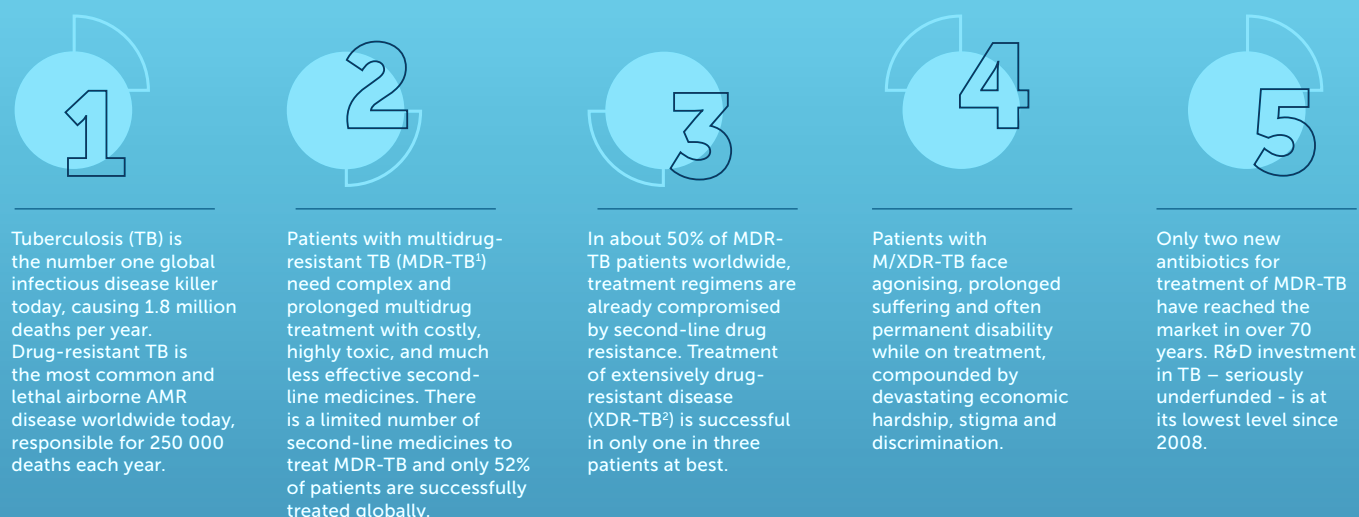 1
Tuberculosis (TB) is
the number one global
infectious disease killer
today, causing 1.8 million
deaths per year.
Drug-resistant TB is
the most common and
lethal airborne AMR
disease worldwide today,
responsible for 250 000
deaths each year.
2
Patients with multidrug-
resistant TB (MDR-TB¹)
need complex and
prolonged multidrug
treatment with costly,
highly toxic, and much
less effective second-
line medicines. There
is a limited number of
second-line medicines to
treat MDR-TB and only 52%
of patients are successfully
treated globally.
3
In about 50% of MDR-
TB patients worldwide,
treatment regimens are
already compromised
by second-line drug
resistance. Treatment
of extensively drug-
resistant disease
(XDR-TB²) is successful
in only one in three
patients at best.
4
Patients with
M/XDR-TB face
agonising, prolonged
suffering and often
permanent disability
while on treatment,
compounded by
devastating economic
hardship, stigma and
discrimination.
5
Only two new
antibiotics for
treatment of MDR-TB
have reached the
market in over 70
years. R&D investment
in TB – seriously
underfunded - is at
its lowest level since
2008.